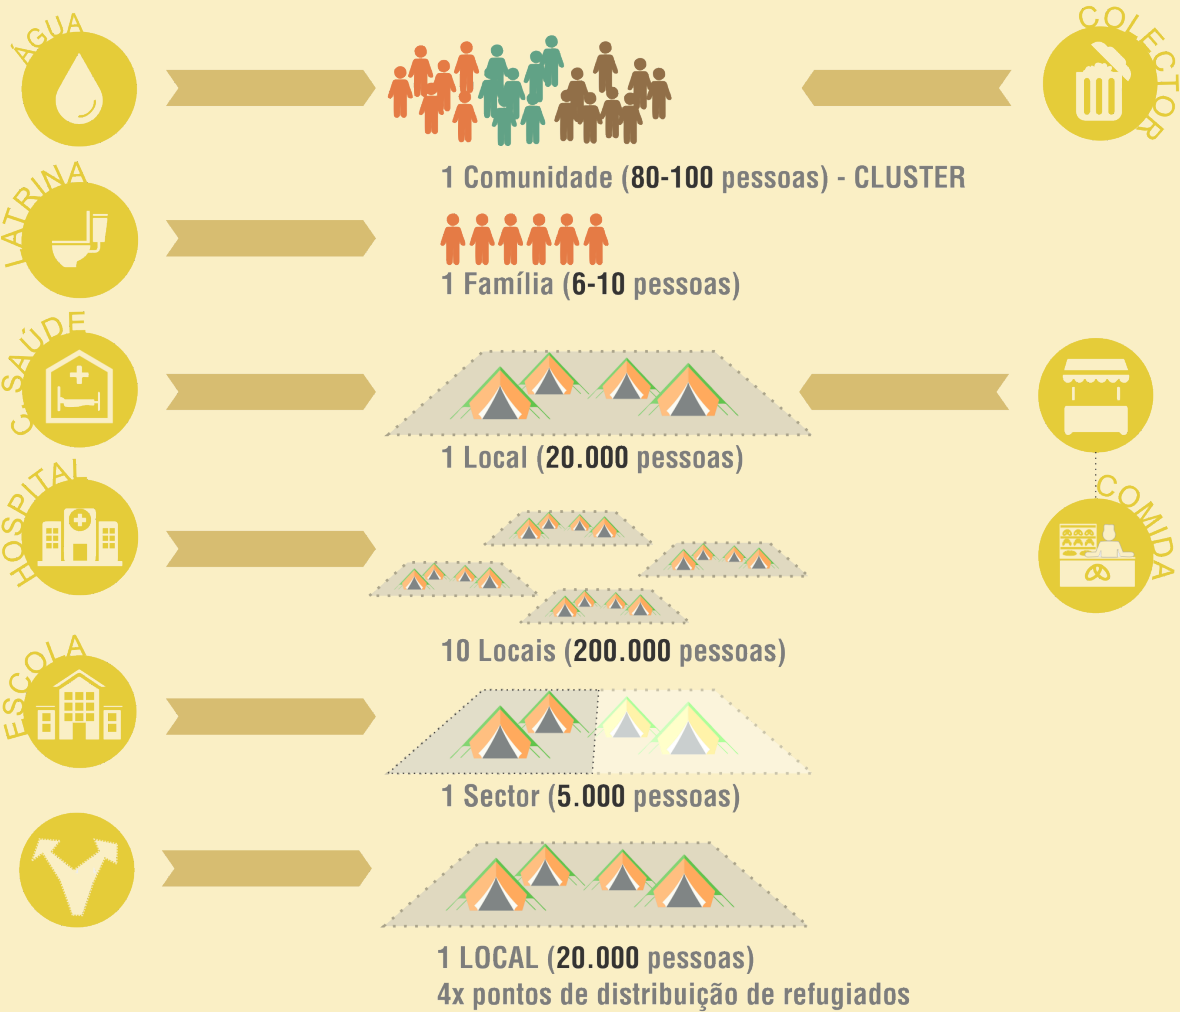 ÁGUA
COLECTOR
1 Comunidade (80-100 pessoas) - CLUSTER
LATRINA
1 Família (6-10 pessoas)
SAÚDE
1 Local (20.000 pessoas)
HOSPITAL
COMIDA
10 Locais (200.000 pessoas)
ESCOLA
1 Sector (5.000 pessoas)
1 LOCAL (20.000 pessoas)
4x pontos de distribuição de refugiados